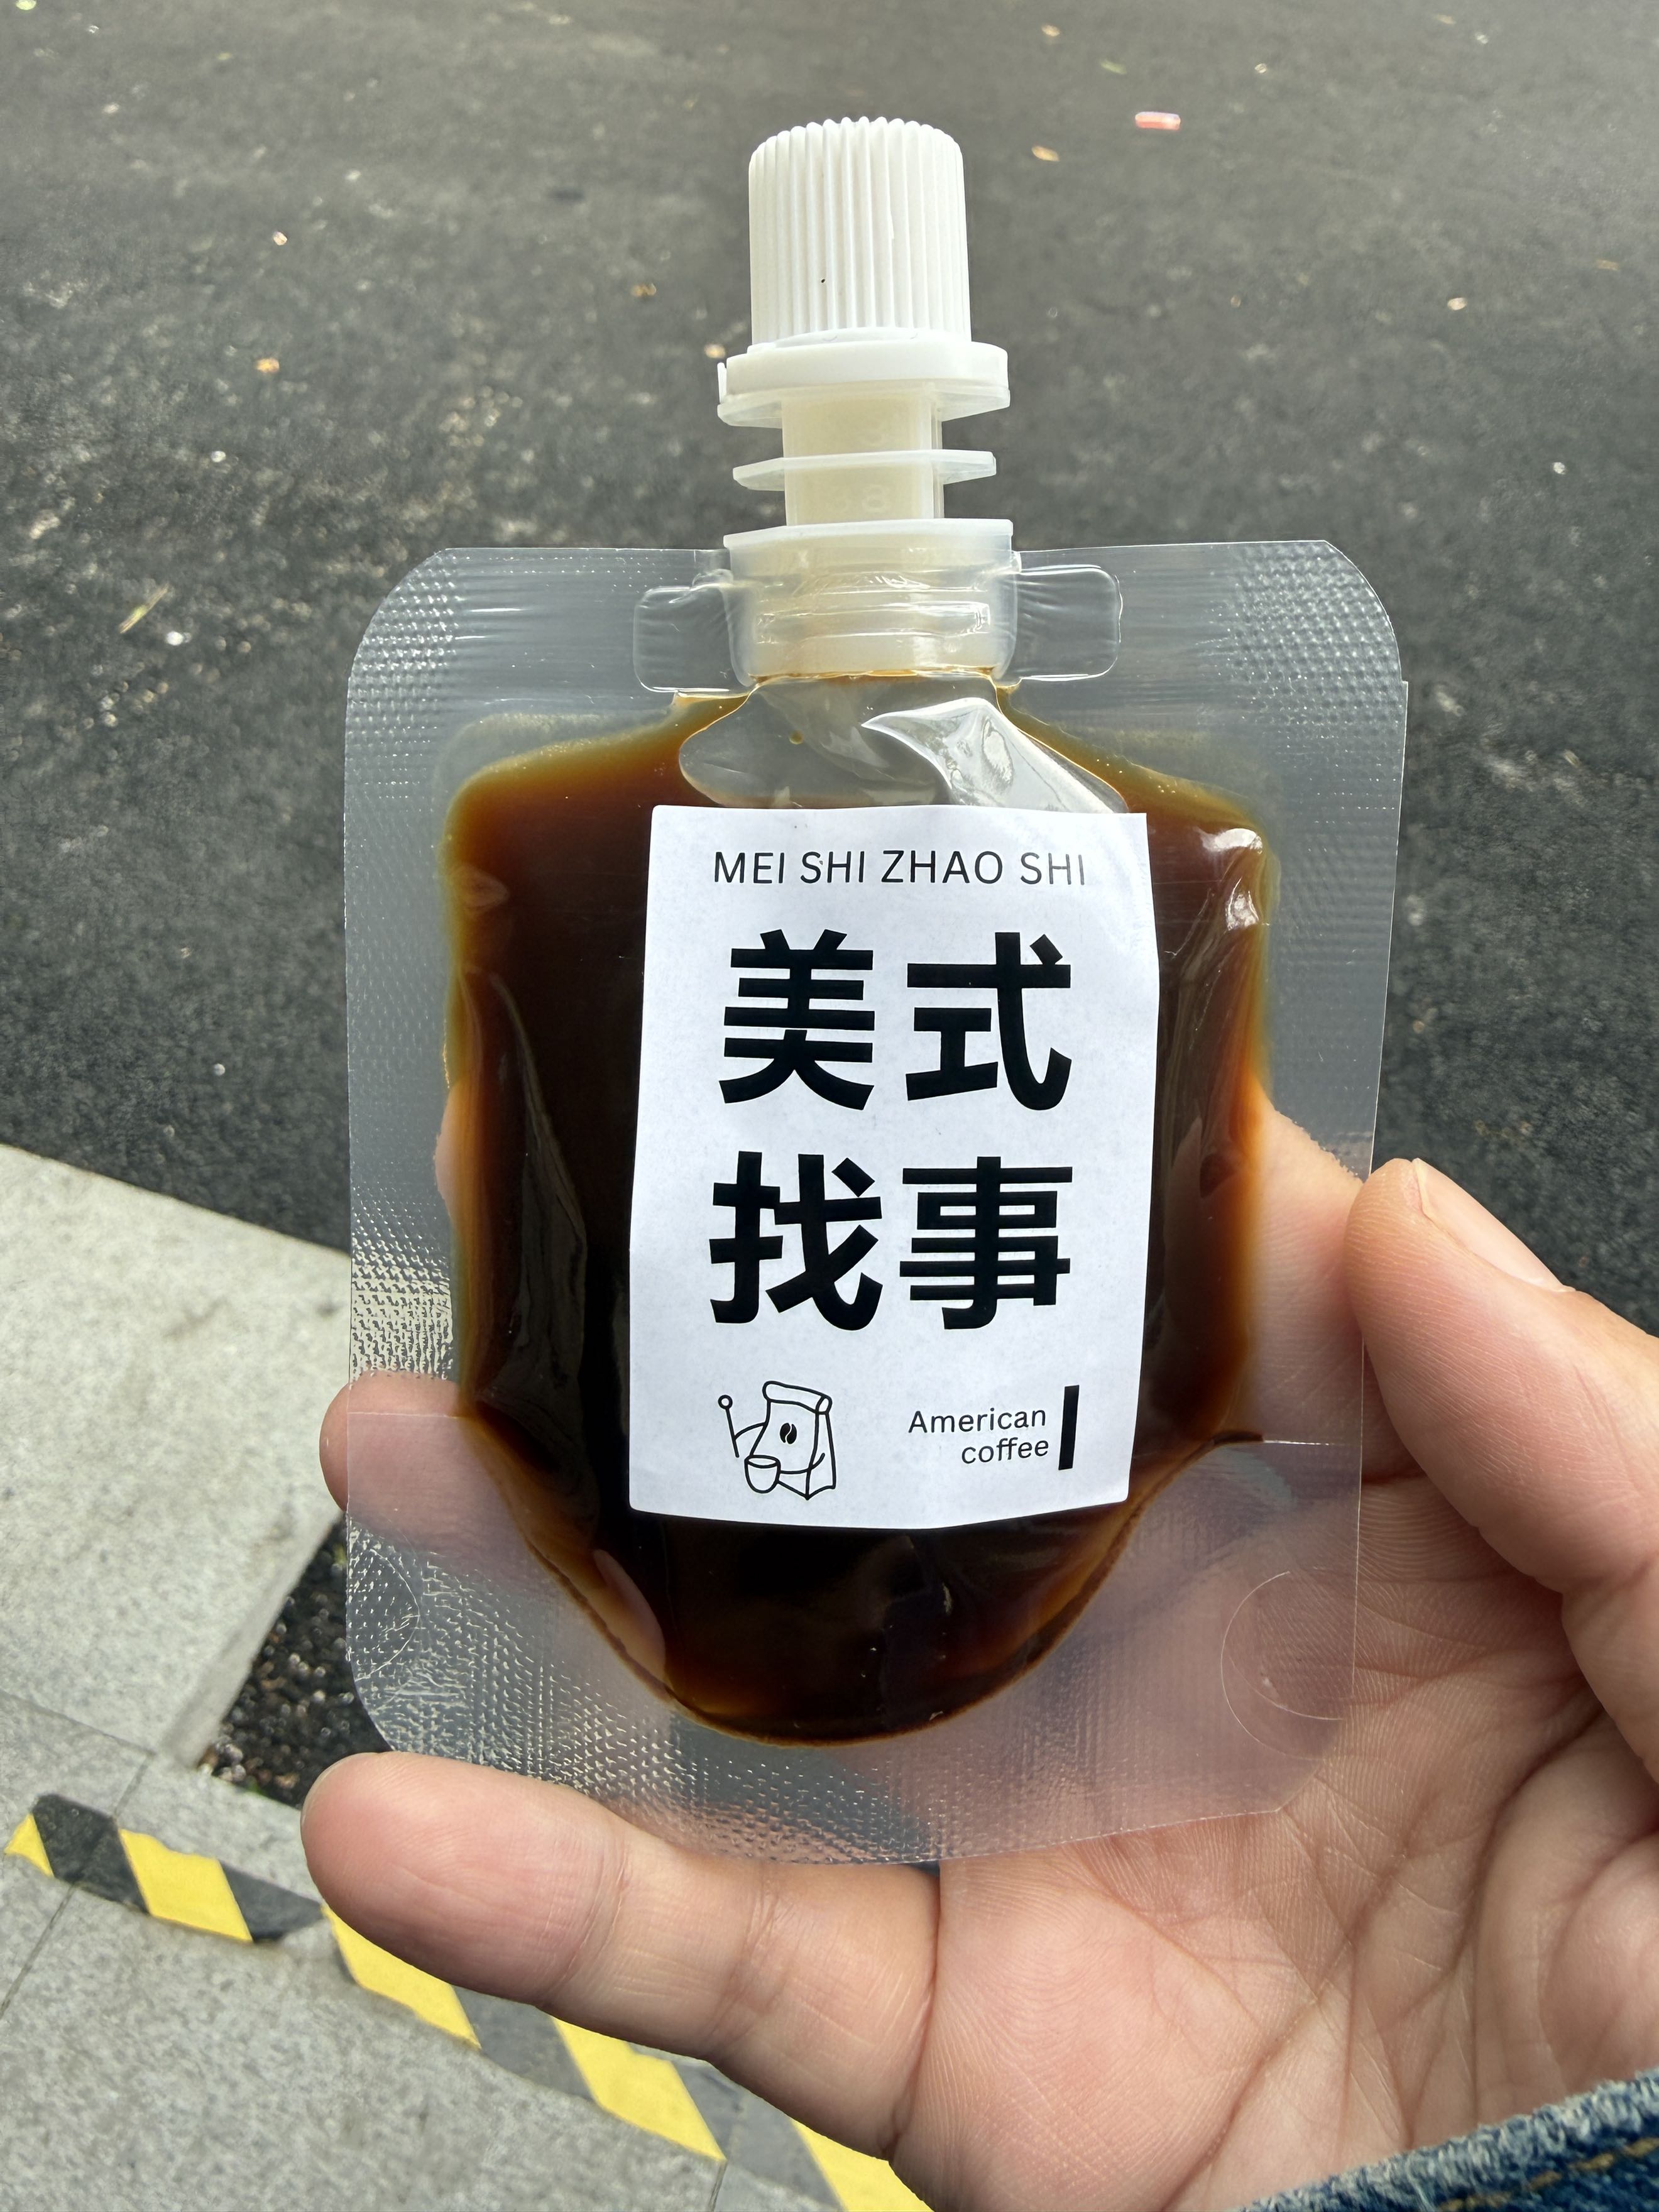 MEI SHI ZHAO SHI
美式
找事
American
coffee